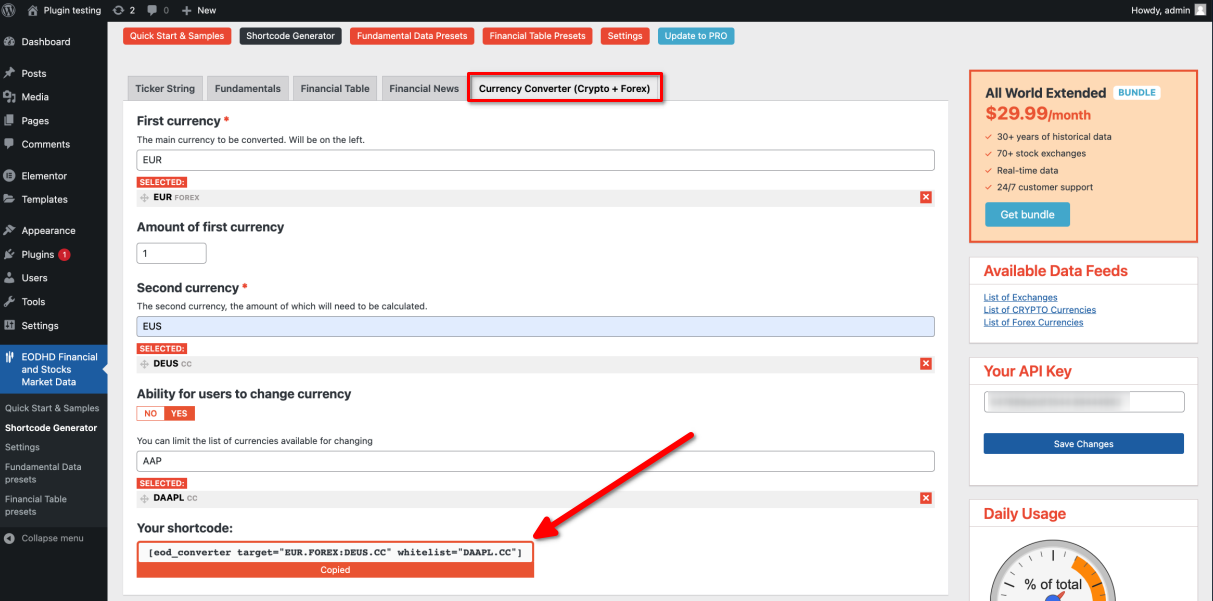 Plugin testing 2 0 New Howdy, admin
Dashboard
Posts
Media
Pages
Comments
Elementor
Templates
Appearance
Plugins 1
Users
Tools
Settings
EODHD Financial
and Stocks
Market Data
Quick Start & Samples
Shortcode Generator
Settings
Fundamental Data
presets
Financial Table
presets
Collapse menu
Quick Start & Samples Shortcode Generator Fundamental Data Presets Financial Table Presets Settings Update to PRO
Ticker String Fundamentals Financial Table Financial News Currency Converter (Crypto + Forex)
First currency *
The main currency to be converted. Will be on the left.
EUR
SELECTED:
EUR FOREX
Amount of first currency
1
Second currency *
The second currency, the amount of which will need to be calculated.
EUS
SELECTED:
DEUS CC
Ability for users to change currency
NO YES
You can limit the list of currencies available for changing
AAP
SELECTED:
DAAPL CC
Your shortcode:
[eod_converter target="EUR.FOREX:DEUS.CC" whitelist="DAAPL.CC"]
Copied
All World Extended BUNDLE
$29.99/month
30+ years of historical data
70+ stock exchanges
Real-time data
24/7 customer support
Get bundle
Available Data Feeds
List of Exchanges
List of CRYPTO Currencies
List of Forex Currencies
Your API Key
Save Changes
Daily Usage
% of total